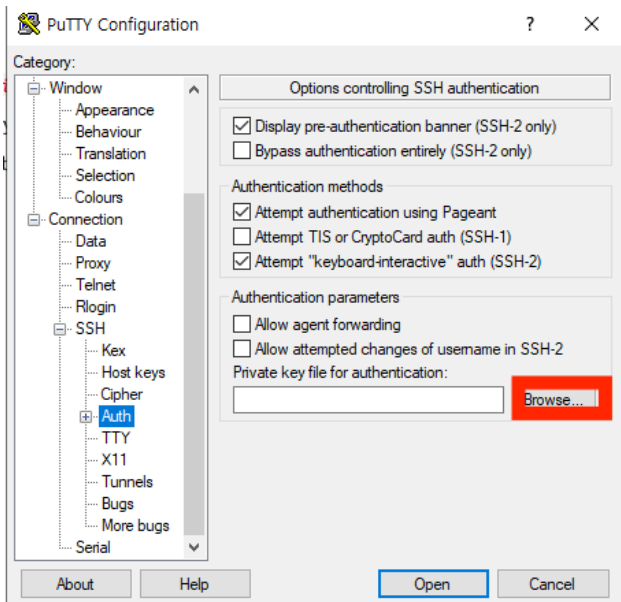 PuTTY Configuration
?
Category:
Window
Appearance
Behaviour
Translation
Selection
Colours
Connection
Data
Proxy
Telnet
Rlogin
SSH
Kex
Host keys
Cipher
Auth
TTY
X11
Tunnels
Bugs
More bugs
Serial
Options controlling SSH authentication
Display pre-authentication banner (SSH-2 only)
Bypass authentication entirely (SSH-2 only)
Authentication methods
Attempt authentication using Pageant
Attempt TIS or CryptoCard auth (SSH-1)
Attempt "keyboard-interactive" auth (SSH-2)
Authentication parameters
Allow agent forwarding
Allow attempted changes of username in SSH-2
Private key file for authentication:
Browse...
About
Help
Open
Cancel